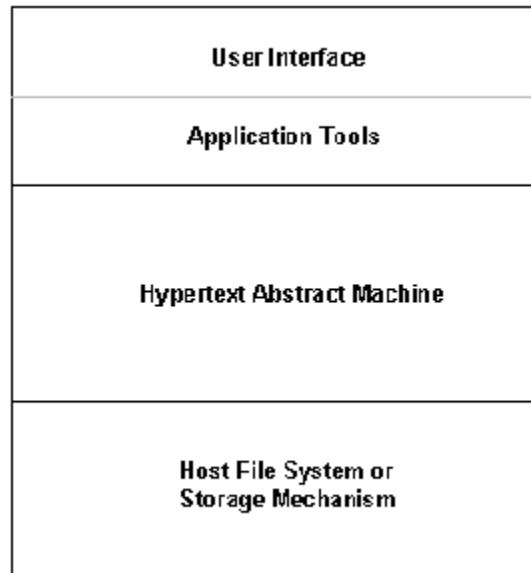 User Interface
Application Tools
Hypertext Abstract Machine
Host File System or
Storage Mechanism